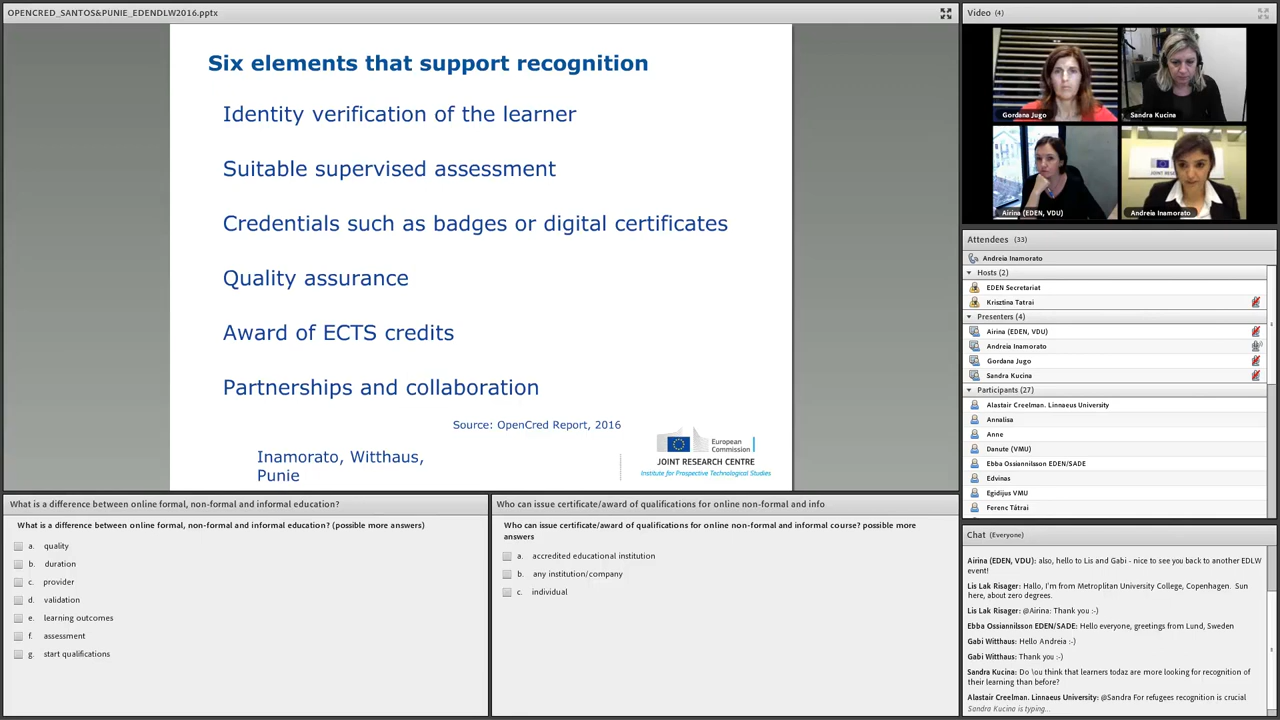 OPENCRED_SANTOS&PUNIE_EDENDLW2016.pptx
Six elements that support recognition
Identity verification of the learner
Suitable supervised assessment
Credentials such as badges or digital certificates
Quality assurance
Award of ECTS credits
Partnerships and collaboration
Source: OpenCred Report, 2016
Inamorato, Witthaus,
Punie
European
Commission
JOINT RESEARCH CENTRE
Institute for Prospective Technological Studies
What is a difference between online formal, non-formal and informal education?
What is a difference between online formal, non-formal and informal education? (possible more answers)
a. quality
b. duration
c. provider
d. validation
e. learning outcomes
f. assessment
g. start qualifications
Who can issue certificate/award of qualifications for online non-formal and info
Who can issue certificate/award of qualifications for online non-formal and informal course? possible more
answers
a. accredited educational institution
b. any institution/company
c. individual
Video (4)
Gordana Jugo
Sandra Kucina
Airina (EDEN, VDU)
Andreia Inamorato
JOINT RESE
Attendees (33)
Andreia Inamorato
Hosts (2)
EDEN Secretariat
Krisztina Tatrai
Presenters (4)
Airina (EDEN, VDU)
Andreia Inamorato
Gordana Jugo
Sandra Kucina
Participants (27)
Alastair Creelman. Linnaeus University
Annalisa
Anne
Danute (VMU)
Ebba Ossiannilsson EDEN/SADE
Edvinas
Egidijus VMU
Ferenc Tátrai
Chat (Everyone)
Airina (EDEN, VDU): also, hello to Lis and Gabi - nice to see you back to another EDLW
event!
Lis Lak Risager: Hallo, I'm from Metroplitan University College, Copenhagen. Sun
here, about zero degrees.
Lis Lak Risager: @Airina: Thank you :-)
Ebba Ossiannilsson EDEN/SADE: Hello everyone, greetings from Lund, Sweden
Gabi Witthaus: Hello Andreia :-)
Gabi Witthaus: Thank you :-)
Sandra Kucina: Do \ou think that learners todaz are more looking for recognition of
their learning than before?
Alastair Creelman. Linnaeus University: @Sandra For refugees recognition is crucial
Sandra Kucina is typing...